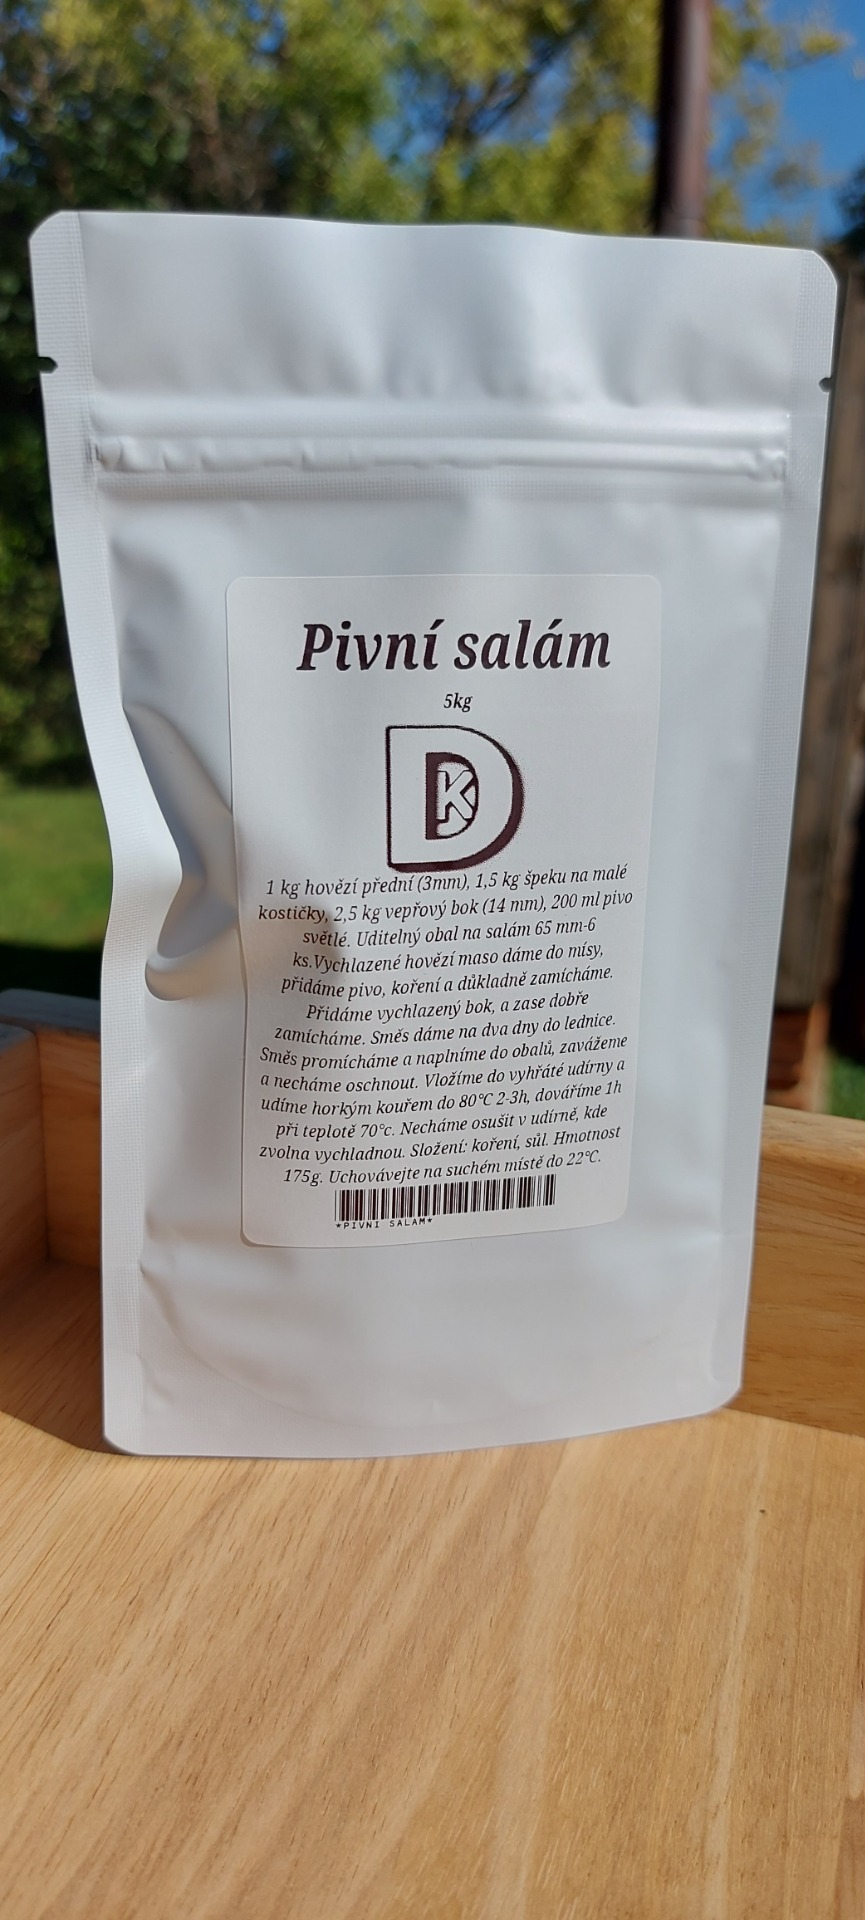 Pivní salám
5kg
DK
1 kg hovězí přední (3mm), 1,5 kg špeku na malé
kostičky, 2,5 kg vepřový bok (14 mm), 200 ml pivo
světlé. Uditelný obal na salám 65 mm-6
ks.Vychlazené hovězí maso dáme do mísy,
přidáme pivo, koření a důkladně zamícháme.
Přidáme vychlazený bok, a zase dobře
zamícháme. Směs dáme na dva dny do lednice.
Směs promícháme a naplníme do obalů, zavážeme
a necháme oschnout. Vložíme do vyhřáté udírny a
udíme horkým kouřem do 80°C 2-3h, dováříme 1h
při teplotě 70°c. Necháme osušit v udírně, kde
zvolna vychladnou. Složení: koření, sůl. Hmotnost
175g. Uchovávejte na suchém místě do 22°C.
*PIVNI SALAM*